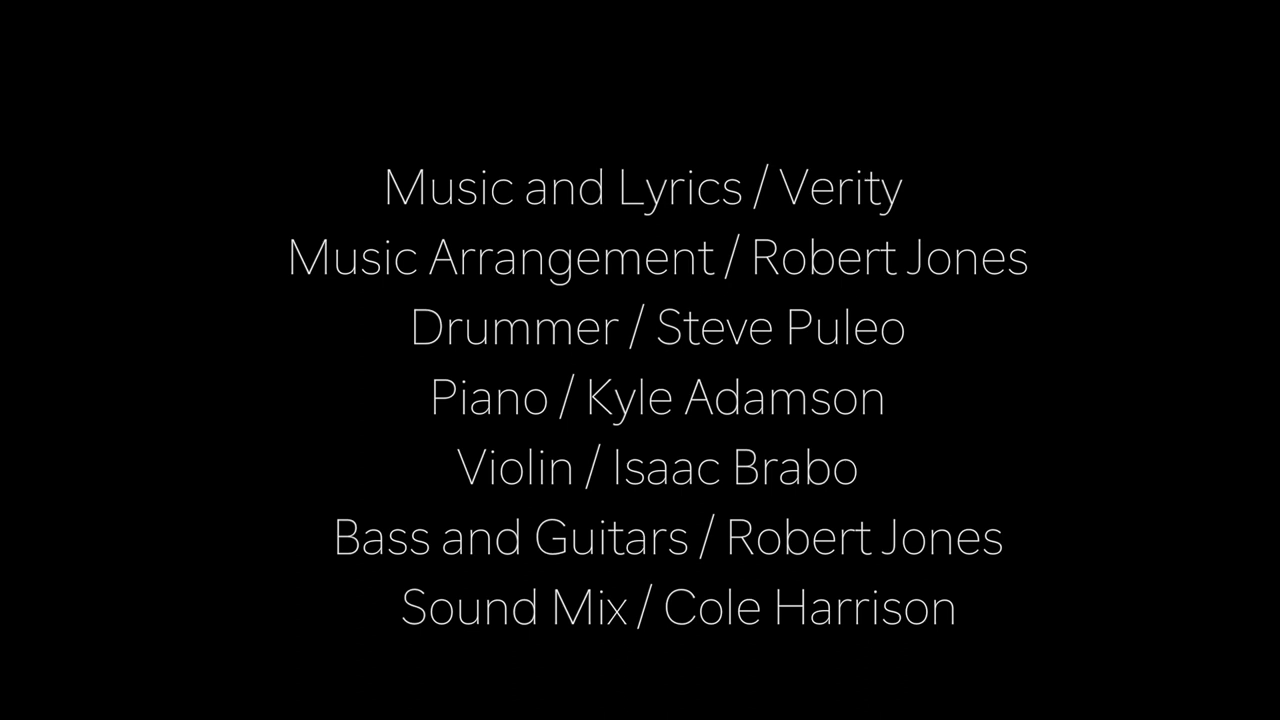 Music and Lyrics / Verity
Music Arrangement / Robert Jones
Drummer / Steve Puleo
Piano / Kyle Adamson
Violin / Isaac Brabo
Bass and Guitars / Robert Jones
Sound Mix / Cole Harrison